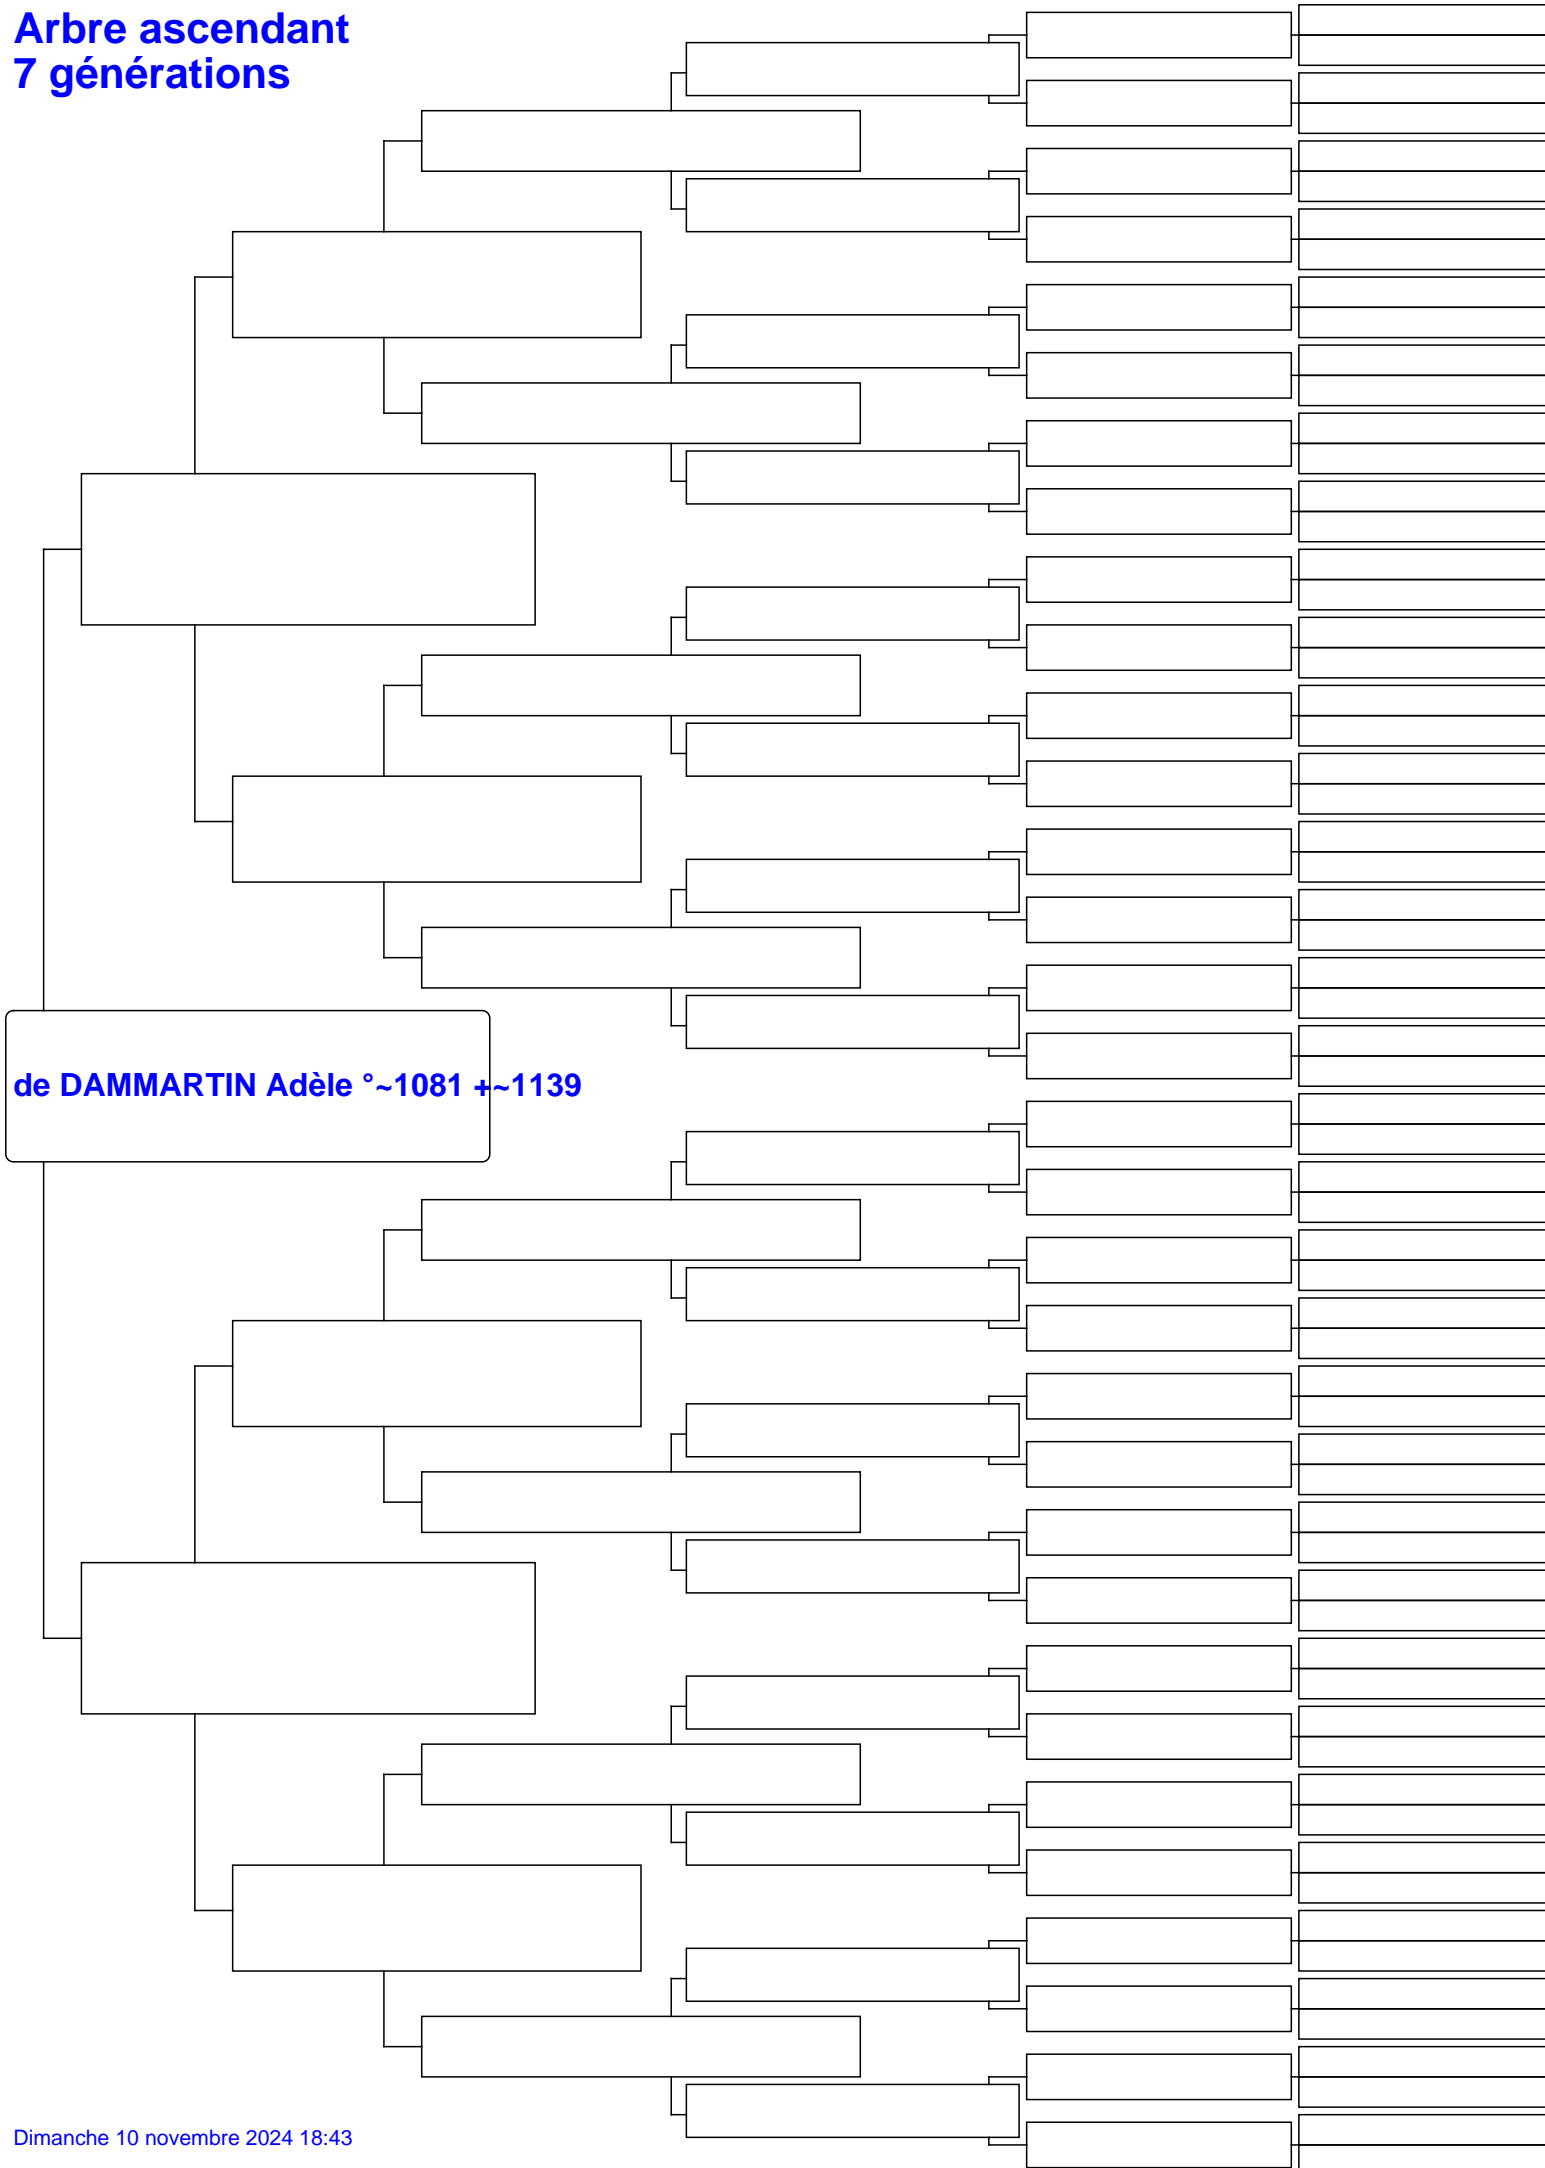 Arbre ascendant
7 générations
de DAMMARTIN Adèle °~1081 +~1139
Dimanche 10 novembre 2024 18:43